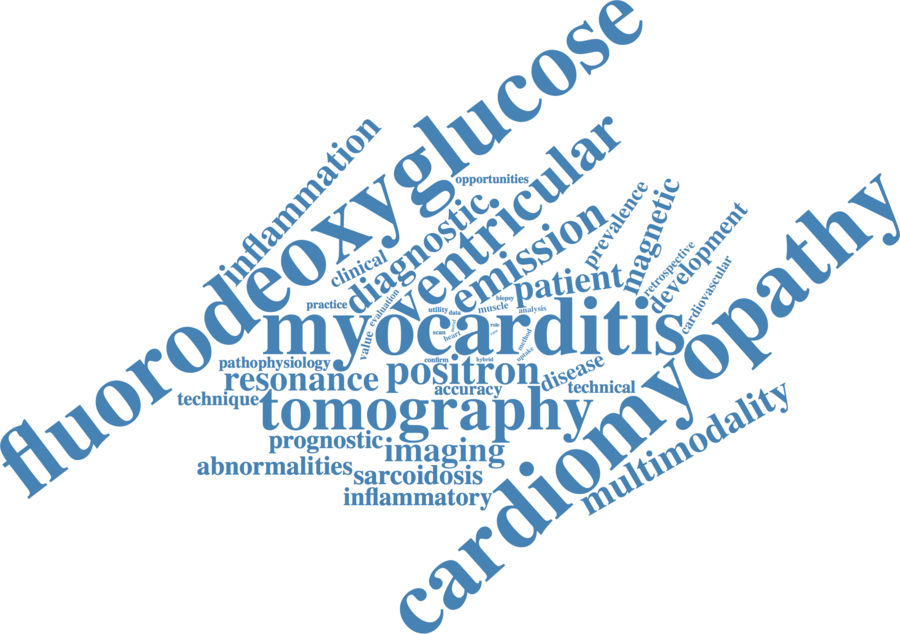 fluorodeoxyglucose
inflammation
ventricular
opportunities
diagnostic
clinical
emission
prevalence
magnetic
development
retrospective
cardiovascular
cardiomyopathy
patient
practice
evaluation
value
utility
data
muscle
biopsy
analysis
myocarditis
scan
heart
method
uptake
confirm
hybrid
pathophysiology
resonance
positron
disease
accuracy
technical
technique
tomography
multimodality
prognostic
imaging
abnormalities
sarcoidosis
inflammatory